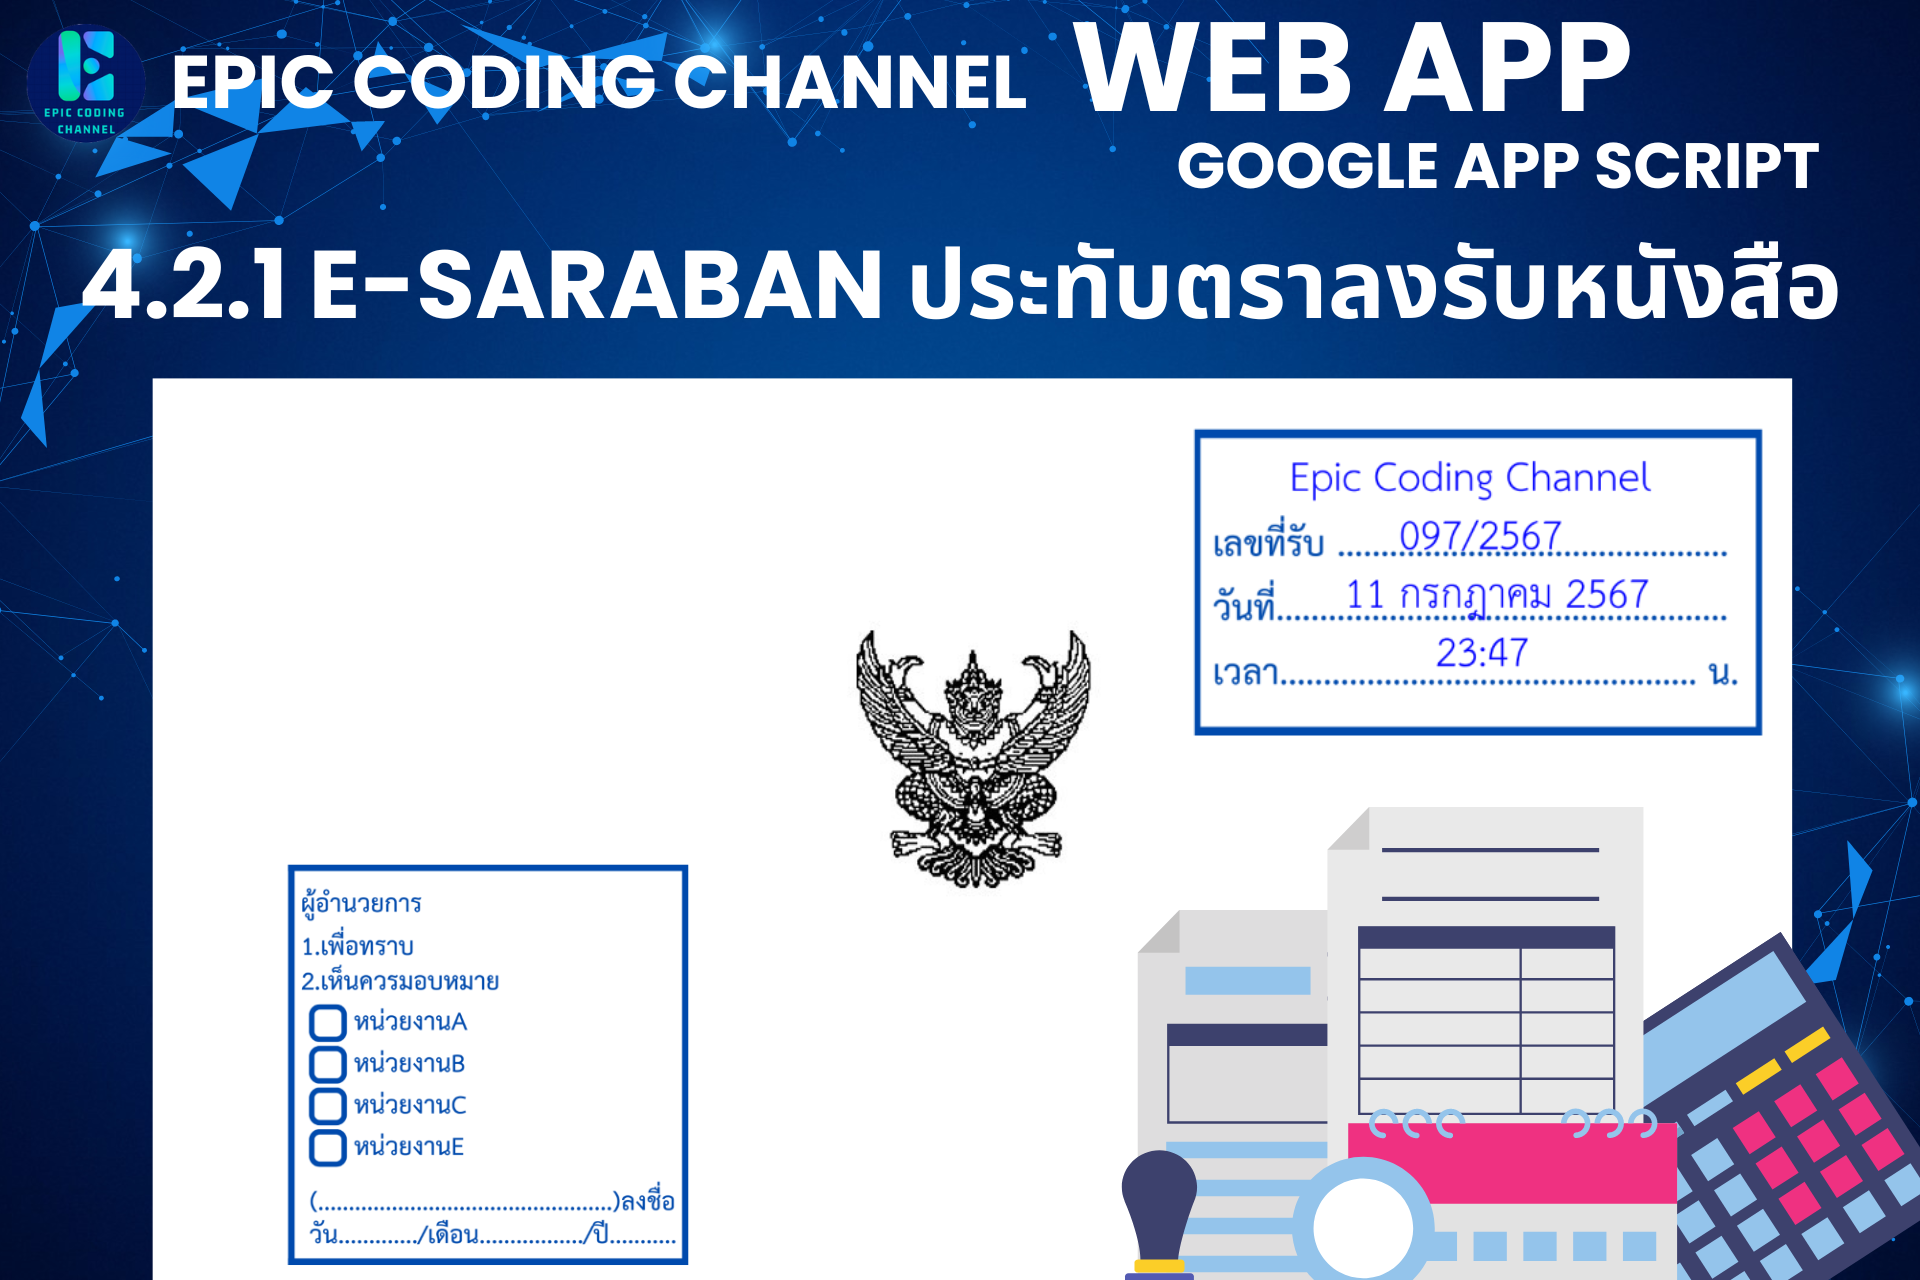 EPIC CODING CHANNEL
EPIC CODING CHANNEL
WEB APP
GOOGLE APP SCRIPT
4.2.1 E-SARABAN ประทับตราลงรับหนังสือ
Epic Coding Channel
เลขที่รับ ......097/2567......................
วันที่........11 กรกฎาคม 2567.........
เวลา..................23:47....................... น.
ผู้อำนวยการ
1.เพื่อทราบ
2.เห็นควรมอบหมาย
หน่วยงานA
หน่วยงานB
หน่วยงานC
หน่วยงานE
(................................................)ลงชื่อ
วัน............./เดือน................./ปี...........